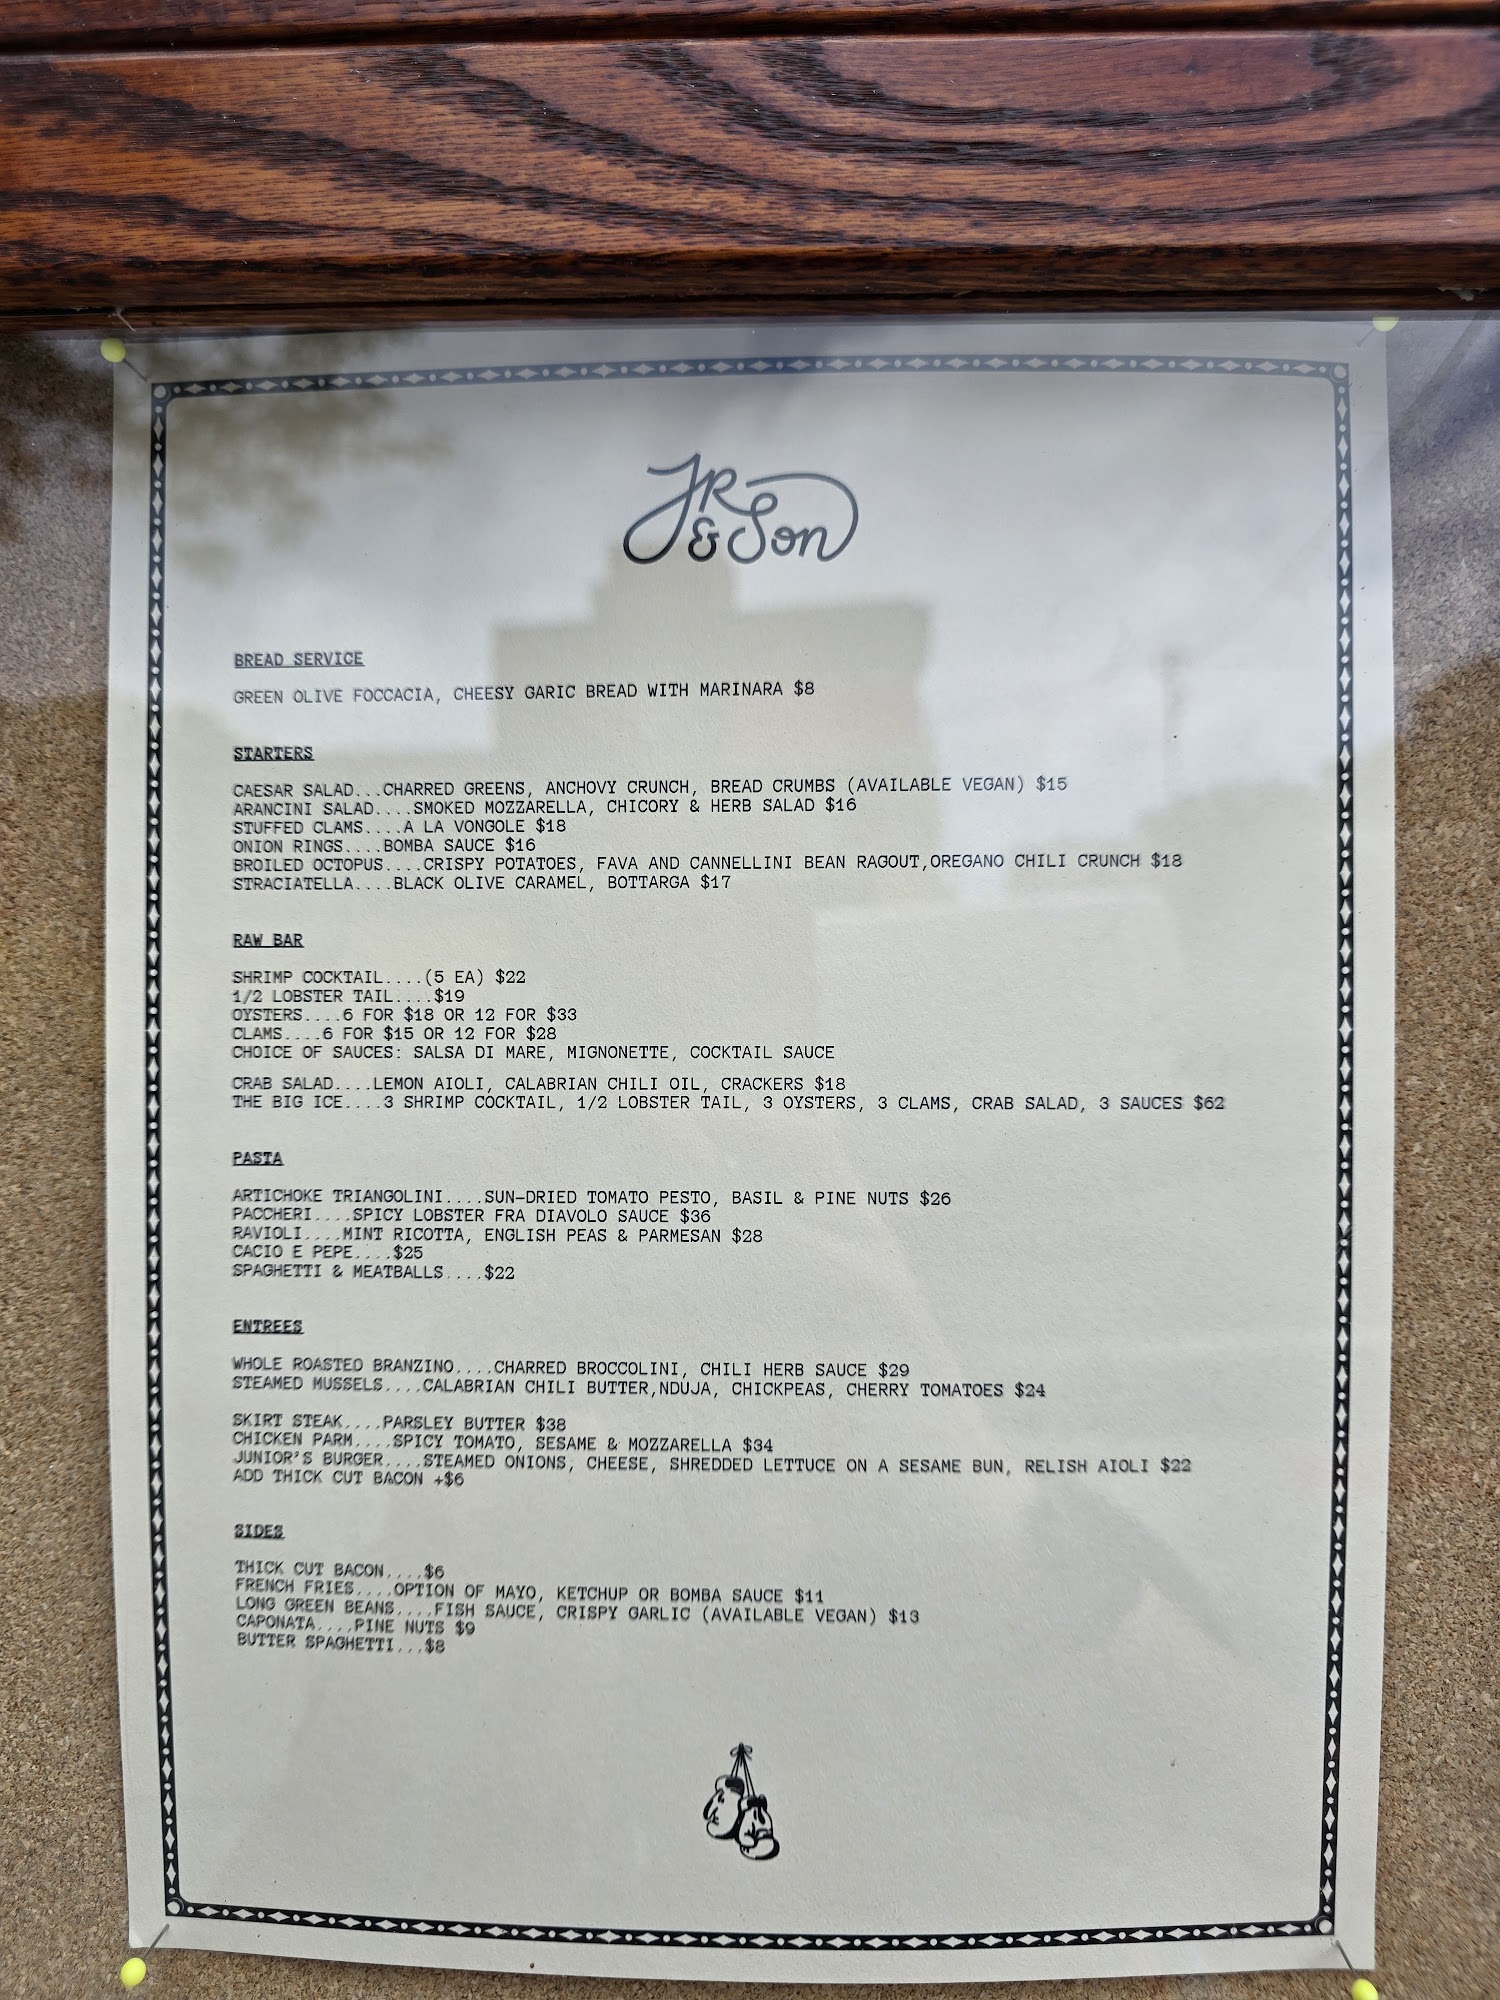 JR
& Son
BREAD SERVICE
GREEN OLIVE FOCCACIA, CHEESY GARIC BREAD WITH MARINARA $8
STARTERS
CAESAR SALAD...CHARRED GREENS, ANCHOVY CRUNCH, BREAD CRUMBS (AVAILABLE VEGAN) $15
ARANCINI SALAD....SMOKED MOZZARELLA, CHICORY & HERB SALAD $16
STUFFED CLAMS....A LA VONGOLE $18
ONION RINGS....BOMBA SAUCE $16
BROILED OCTOPUS....CRISPY POTATOES, FAVA AND CANNELLINI BEAN RAGOUT,OREGANO CHILI CRUNCH $18
STRACIATELLA....BLACK OLIVE CARAMEL, BOTTARGA $17
RAW BAR
SHRIMP COCKTAIL....(5 EA) $22
1/2 LOBSTER TAIL....$19
OYSTERS....6 FOR $18 OR 12 FOR $33
CLAMS....6 FOR $15 OR 12 FOR $28
CHOICE OF SAUCES: SALSA DI MARE, MIGNONETTE, COCKTAIL SAUCE
CRAB SALAD....LEMON AIOLI, CALABRIAN CHILI OIL, CRACKERS $18
THE BIG ICE....3 SHRIMP COCKTAIL, 1/2 LOBSTER TAIL, 3 OYSTERS, 3 CLAMS, CRAB SALAD, 3 SAUCES $62
PASTA
ARTICHOKE TRIANGOLINI....SUN-DRIED TOMATO PESTO, BASIL & PINE NUTS $26
PACCHERI....SPICY LOBSTER FRA DIAVOLO SAUCE $36
RAVIOLI....MINT RICOTTA, ENGLISH PEAS & PARMESAN $28
CACIO E PEPE....$25
SPAGHETTI & MEATBALLS....$22
ENTREES
WHOLE ROASTED BRANZINO....CHARRED BROCCOLINI, CHILI HERB SAUCE $29
STEAMED MUSSELS....CALABRIAN CHILI BUTTER,NDUJA, CHICKPEAS, CHERRY TOMATOES $24
SKIRT STEAK....PARSLEY BUTTER $38
CHICKEN PARM....SPICY TOMATO, SESAME & MOZZARELLA $34
JUNIOR'S BURGER....STEAMED ONIONS, CHEESE, SHREDDED LETTUCE ON A SESAME BUN, RELISH AIOLI $22
ADD THICK CUT BACON +$6
SIDES
THICK CUT BACON....$6
FRENCH FRIES....OPTION OF MAYO, KETCHUP OR BOMBA SAUCE $11
LONG GREEN BEANS....FISH SAUCE, CRISPY GARLIC (AVAILABLE VEGAN) $13
CAPONATA....PINE NUTS $9
BUTTER SPAGHETTI...$8